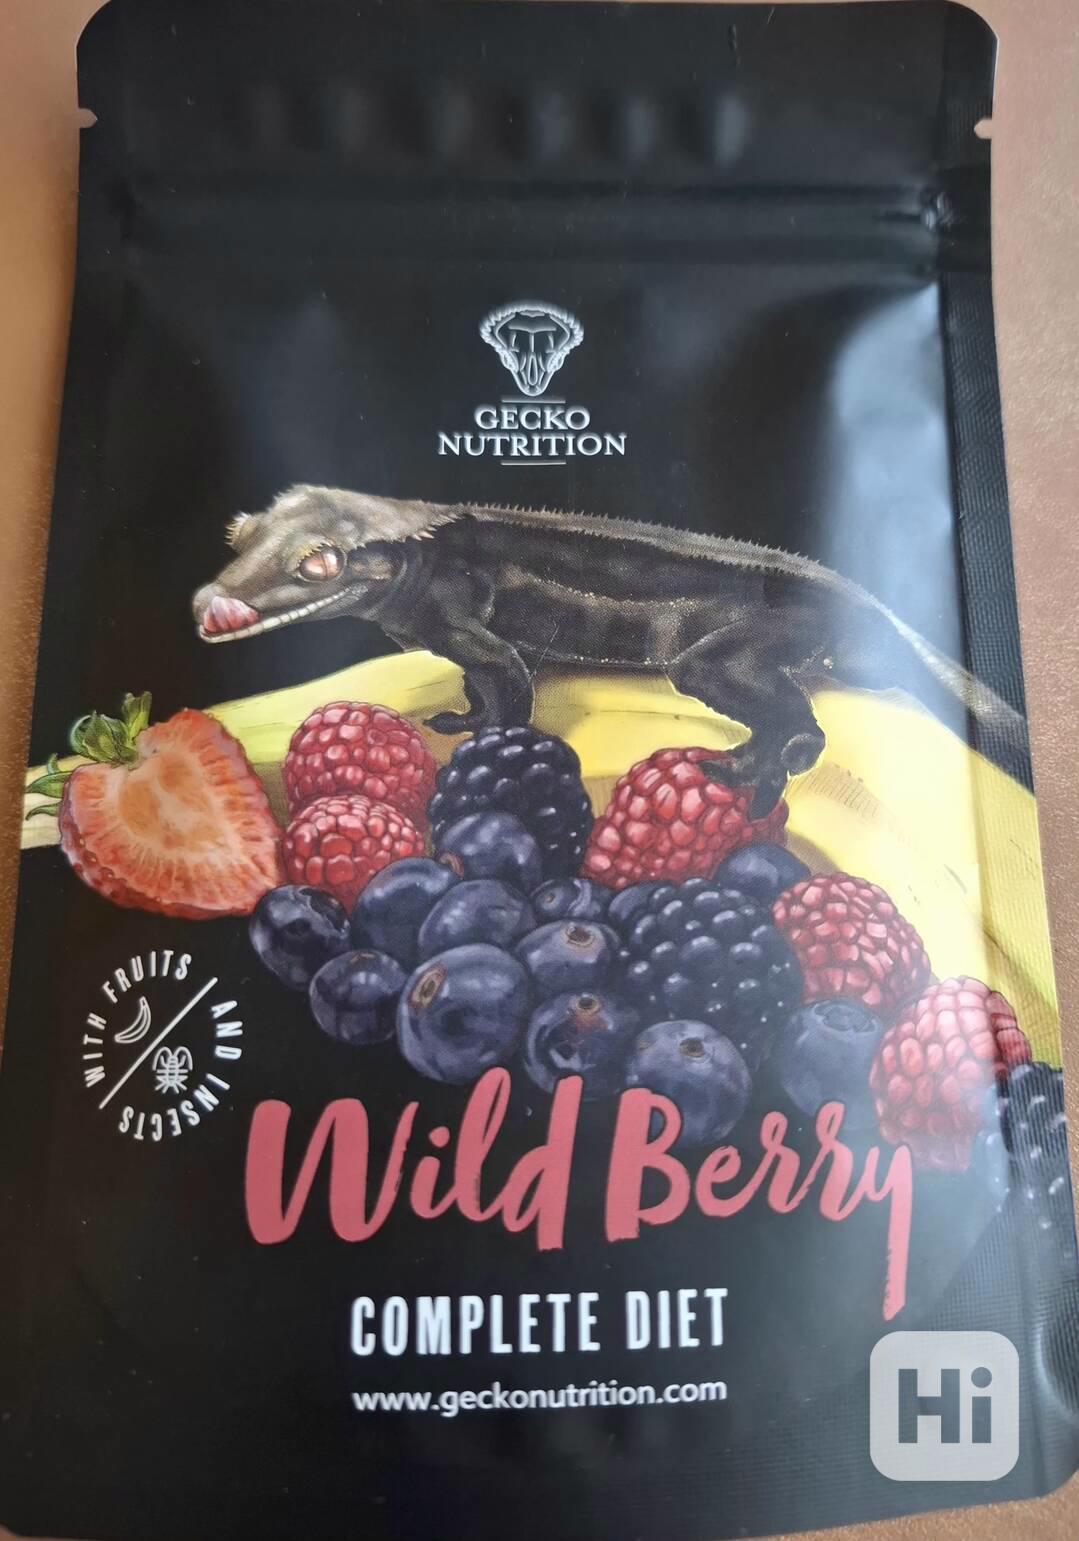 GECKO
NUTRITION
WITH FRUITS
AND INSECTS
Wild Berry
COMPLETE DIET
www.geckonutrition.com
Hi